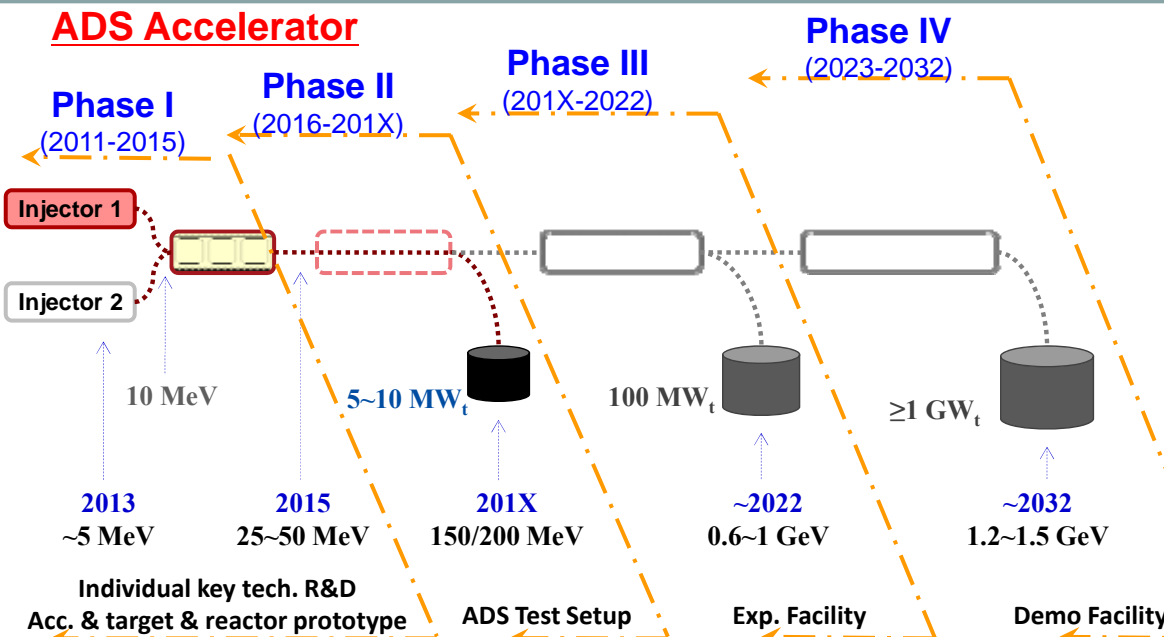 ADS Accelerator
Phase I
(2011-2015)
Phase II
(2016-201X)
Phase III
(201X-2022)
Phase IV
(2023-2032)
Injector 1
Injector 2
10 MeV
5~10 MWt
100 MWt
≥1 GWt
2013
~5 MeV
2015
25~50 MeV
201X
150/200 MeV
~2022
0.6~1 GeV
~2032
1.2~1.5 GeV
Individual key tech. R&D
Acc. & target & reactor prototype
ADS Test Setup
Exp. Facility
Demo Facility